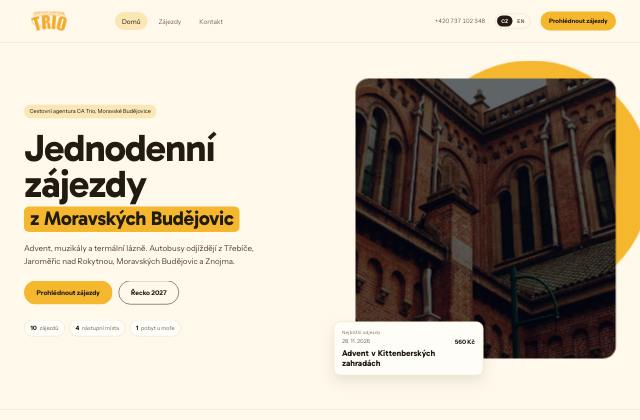 TRIO
Domů
Zájezdy
Kontakt
+420 737 102 348
CZ EN
Prohlédnout zájezdy
Cestovní agentura CA Trio, Moravské Budějovice
Jednodenní
zájezdy
z Moravských Budějovic
Advent, muzikály a termální lázně. Autobusy odjíždějí z Třebíče,
Jaroměřic nad Rokytnou, Moravských Budějovic a Znojma.
Prohlédnout zájezdy
Řecko 2027
10 zájezdů
4 nástupní místa
1 pobyt u moře
Nejbližší odjezdy
28. 11. 2026
560 Kč
Advent v Kittenberských
zahradách